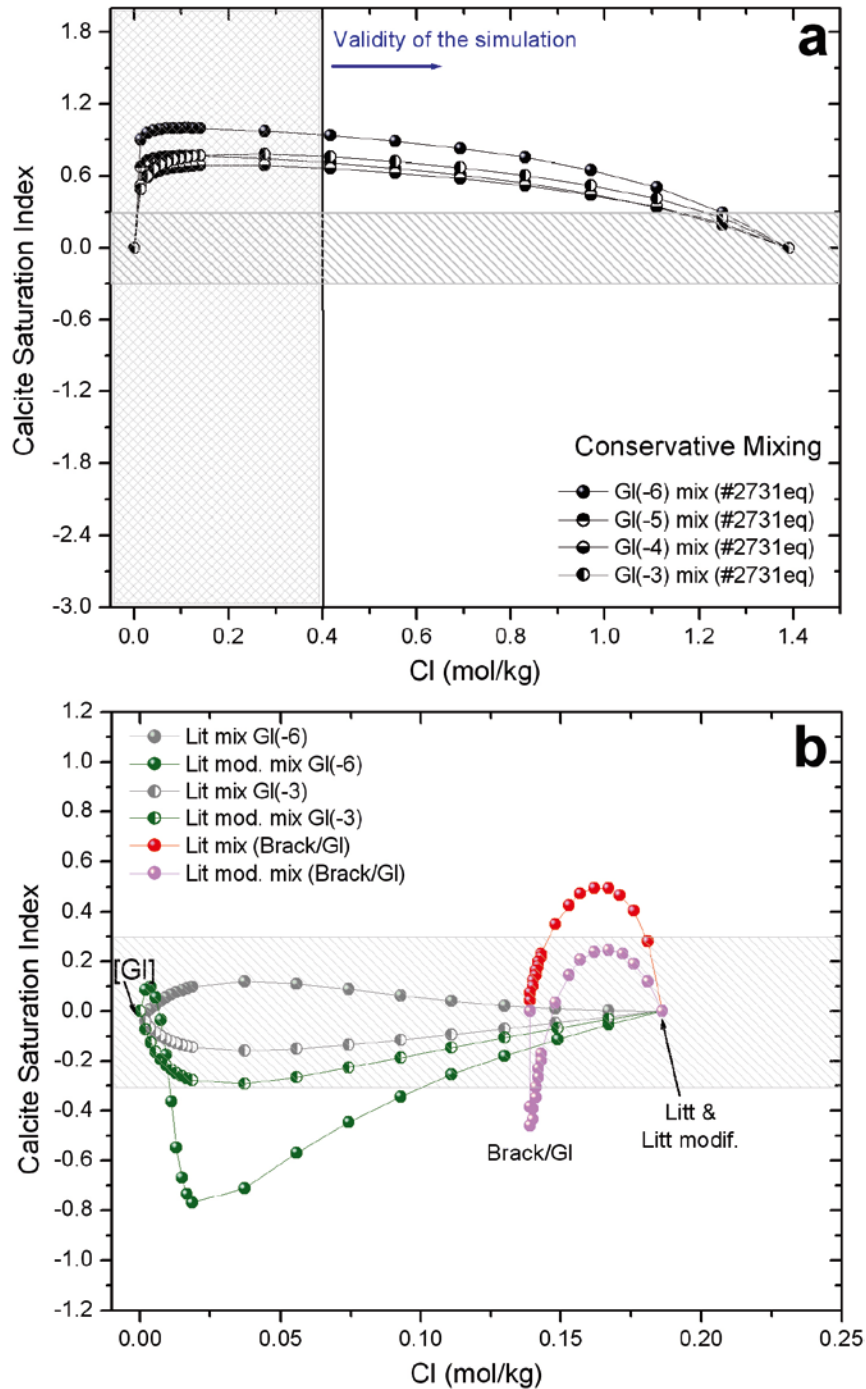 a
Validity of the simulation
1.8
1.2
0.6
0.0
-0.6
-1.2
-1.8
-2.4
-3.0
Calcite Saturation Index
Conservative Mixing
Gl(-6) mix (#2731eq)
Gl(-5) mix (#2731eq)
Gl(-4) mix (#2731eq)
Gl(-3) mix (#2731eq)
0.0 0.2 0.4 0.6 0.8 1.0 1.2 1.4
Cl (mol/kg)
b
1.2
1.0
0.8
0.6
0.4
0.2
0.0
-0.2
-0.4
-0.6
-0.8
-1.0
-1.2
Calcite Saturation Index
Lit mix Gl(-6)
Lit mod. mix Gl(-6)
Lit mix Gl(-3)
Lit mod. mix Gl(-3)
Lit mix (Brack/Gl)
Lit mod. mix (Brack/Gl)
[Gl]
Brack/Gl
Litt &
Litt modif.
0.00 0.05 0.10 0.15 0.20 0.25
Cl (mol/kg)